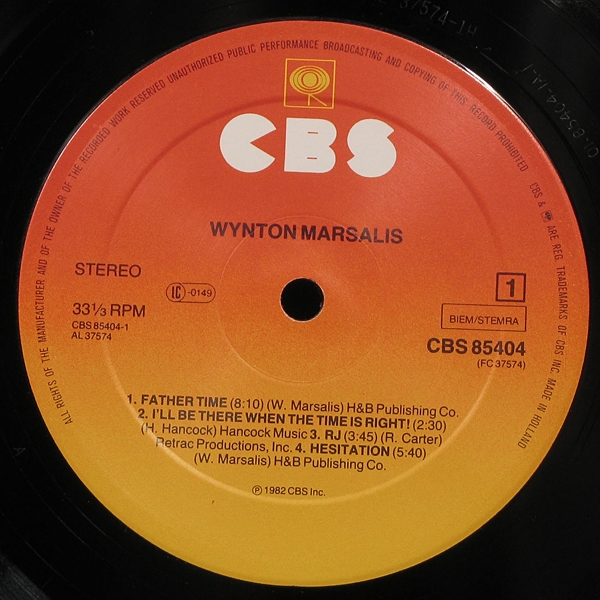 ALL RIGHTS OF THE MANUFACTURER AND OF THE OWNER OF THE RECORDED WORK RESERVED UNAUTHORIZED PUBLIC PERFORMANCE BROADCASTING AND COPYING OF THIS RECORD PROHIBITED
CBS & ARE REG. TRADEMARKS OF CBS INC. MADE IN HOLLAND
CBS
WYNTON MARSALIS
STEREO
IC -0149
1
33⅓ RPM
BIEM/STEMRA
CBS 85404-1
AL 37574
CBS 85404
(FC 37574)
1. FATHER TIME (8:10) (W. Marsalis) H&B Publishing Co.
2. I'LL BE THERE WHEN THE TIME IS RIGHT! (2:30)
(H. Hancock) Hancock Music 3. RJ (3:45) (R. Carter)
Retrac Productions, Inc. 4. HESITATION (5:40)
(W. Marsalis) H&B Publishing Co.
℗ 1982 CBS Inc.